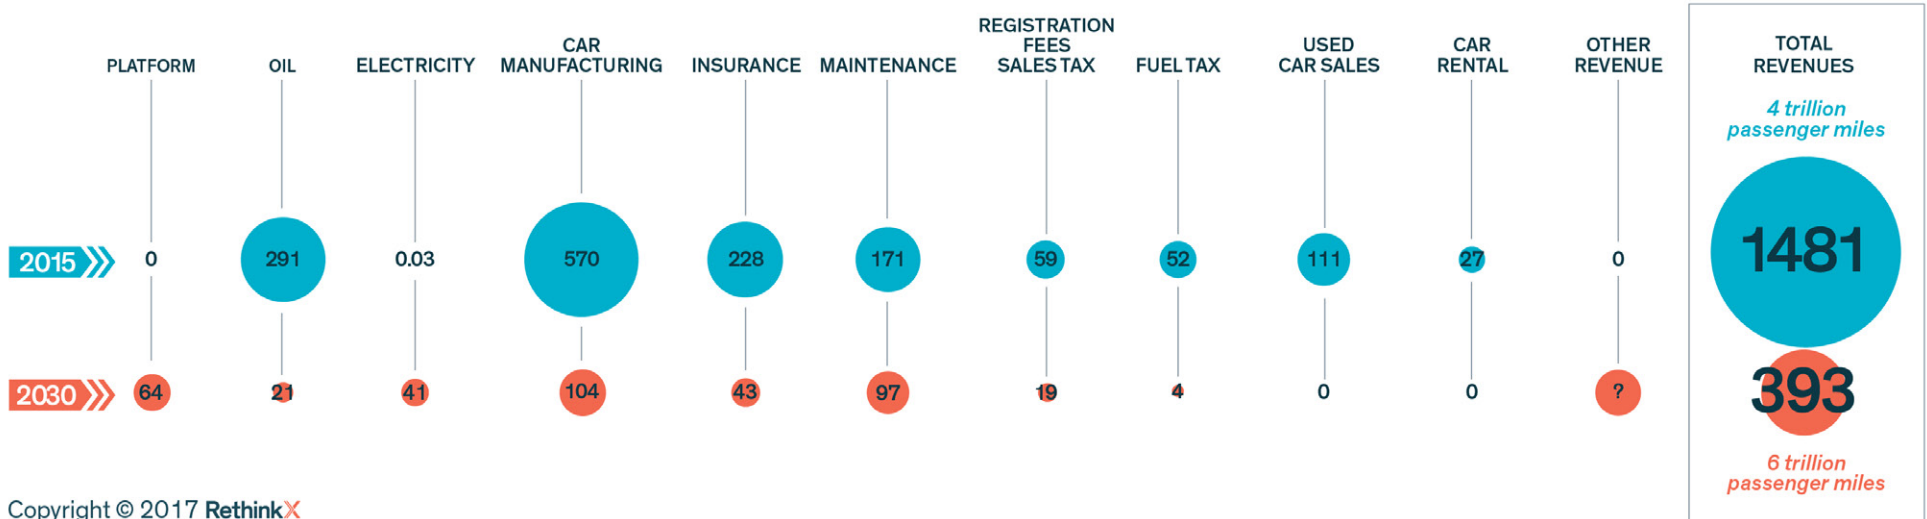 PLATFORM
OIL
ELECTRICITY
CAR
MANUFACTURING
INSURANCE
MAINTENANCE
REGISTRATION
FEES
SALES TAX
FUEL TAX
USED
CAR SALES
CAR
RENTAL
OTHER
REVENUE
TOTAL
REVENUES
4 trillion
passenger miles
2015
0
291
0.03
570
228
171
59
52
111
27
0
1481
2030
64
21
41
104
43
97
19
4
0
0
?
393
6 trillion
passenger miles
Copyright © 2017 RethinkX